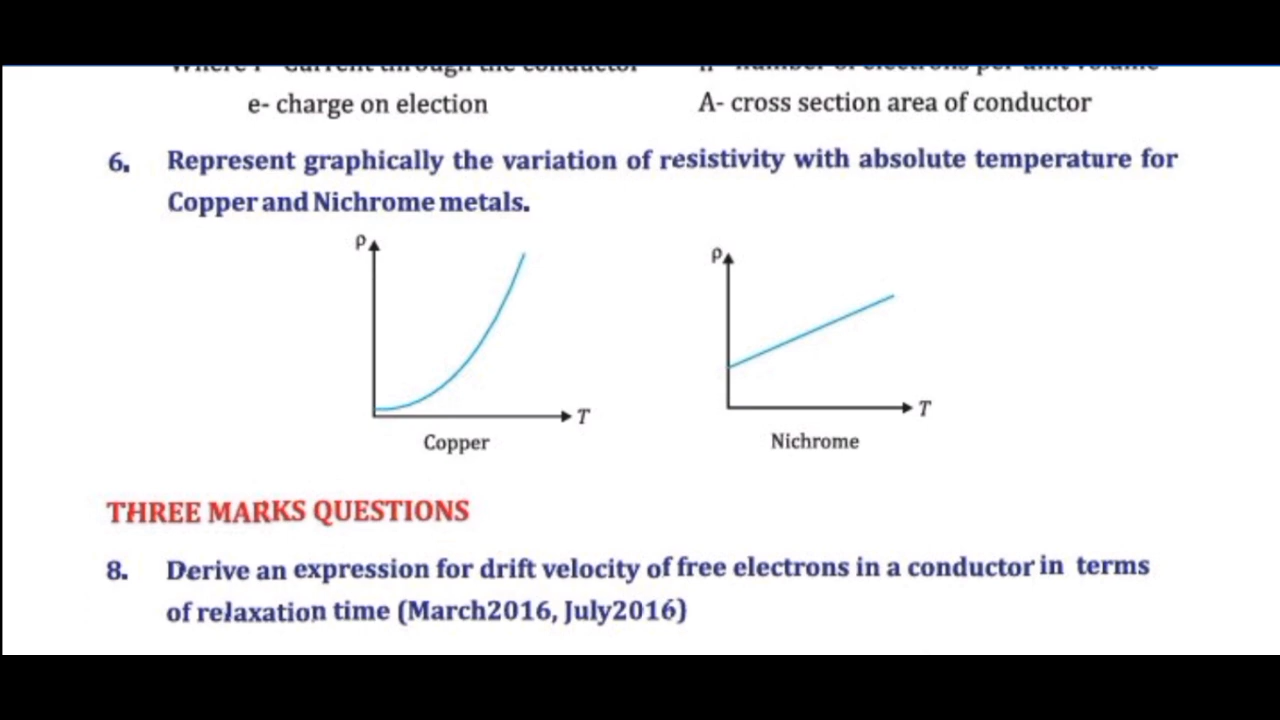 e- charge on election A- cross section area of conductor
6. Represent graphically the variation of resistivity with absolute temperature for
Copper and Nichrome metals.
ρ ρ
T T
Copper Nichrome
THREE MARKS QUESTIONS
8. Derive an expression for drift velocity of free electrons in a conductor in terms
of relaxation time (March2016, July2016)